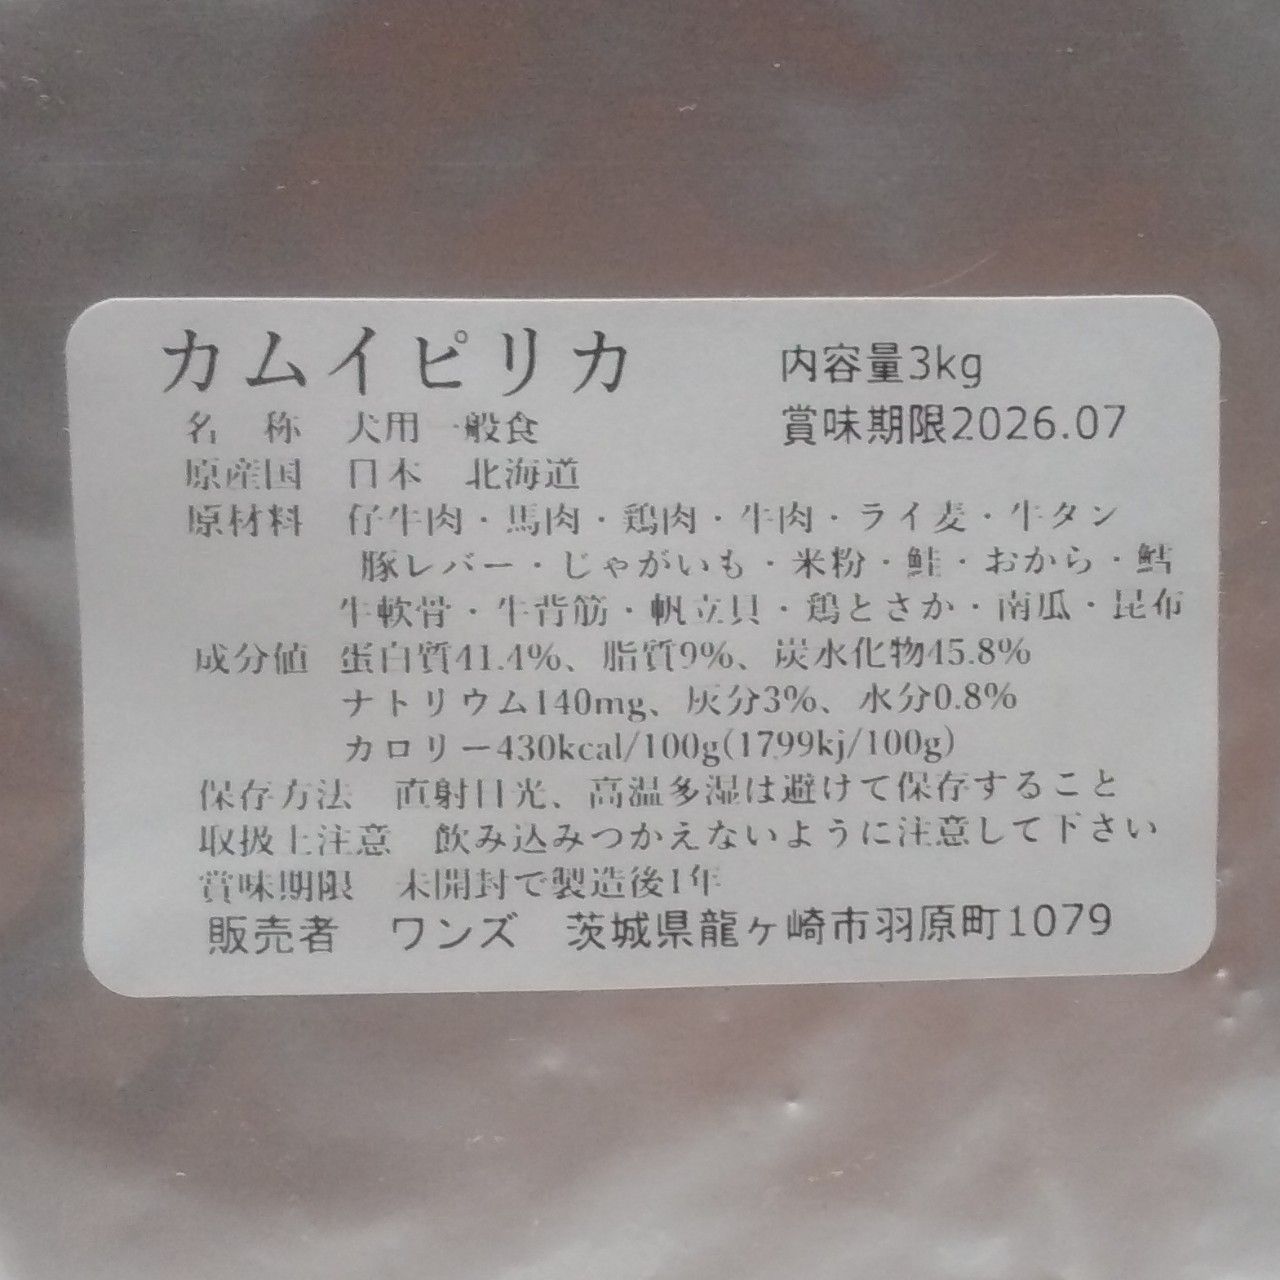 カムイピリカ
内容量3kg
賞味期限2026.07
名 称 犬用一般食
原産国 日本 北海道
原材料 仔牛肉・馬肉・鶏肉・牛肉・ライ麦・牛タン
豚レバー・じゃがいも・米粉・鮭・おから・鱈
牛軟骨・牛背筋・帆立貝・鶏とさか・南瓜・昆布
成分値 蛋白質41.4%、脂質9%、炭水化物45.8%
ナトリウム140mg、灰分3%、水分0.8%
カロリー430kcal/100g(1799kj/100g)
保存方法 直射日光、高温多湿は避けて保存すること
取扱上注意 飲み込みつかえないように注意して下さい
賞味期限 未開封で製造後1年
販売者 ワンズ 茨城県龍ヶ崎市羽原町1079